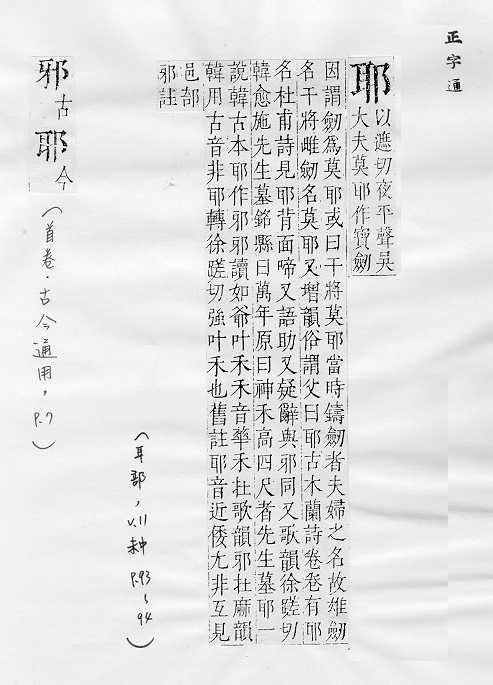 正字通
耶 以遮切夜平聲吳
大夫莫耶作寶劒
因謂劒爲莫耶或曰干將莫耶當時鑄劒者夫婦之名故雄劒
名干將雌劒名莫耶又增韻俗謂父曰耶古木蘭詩卷卷有耶
名杜甫詩見耶背面啼又語助又疑辭與邪同又歌韻徐蹉切
韓愈施先生墓銘縣曰萬年原曰神禾高四尺者先生墓耶一
說韓古本耶作邪邪讀如爺叶禾禾音華禾在歌韻邪在麻韻
韓用古音非耶轉徐蹉切強叶禾也舊註耶音近倭尢非互見
邑部
邪註
(耳部,
v.11
未中
p.93~
94)
邪古耶今
(首卷·古今通用,
p.7)